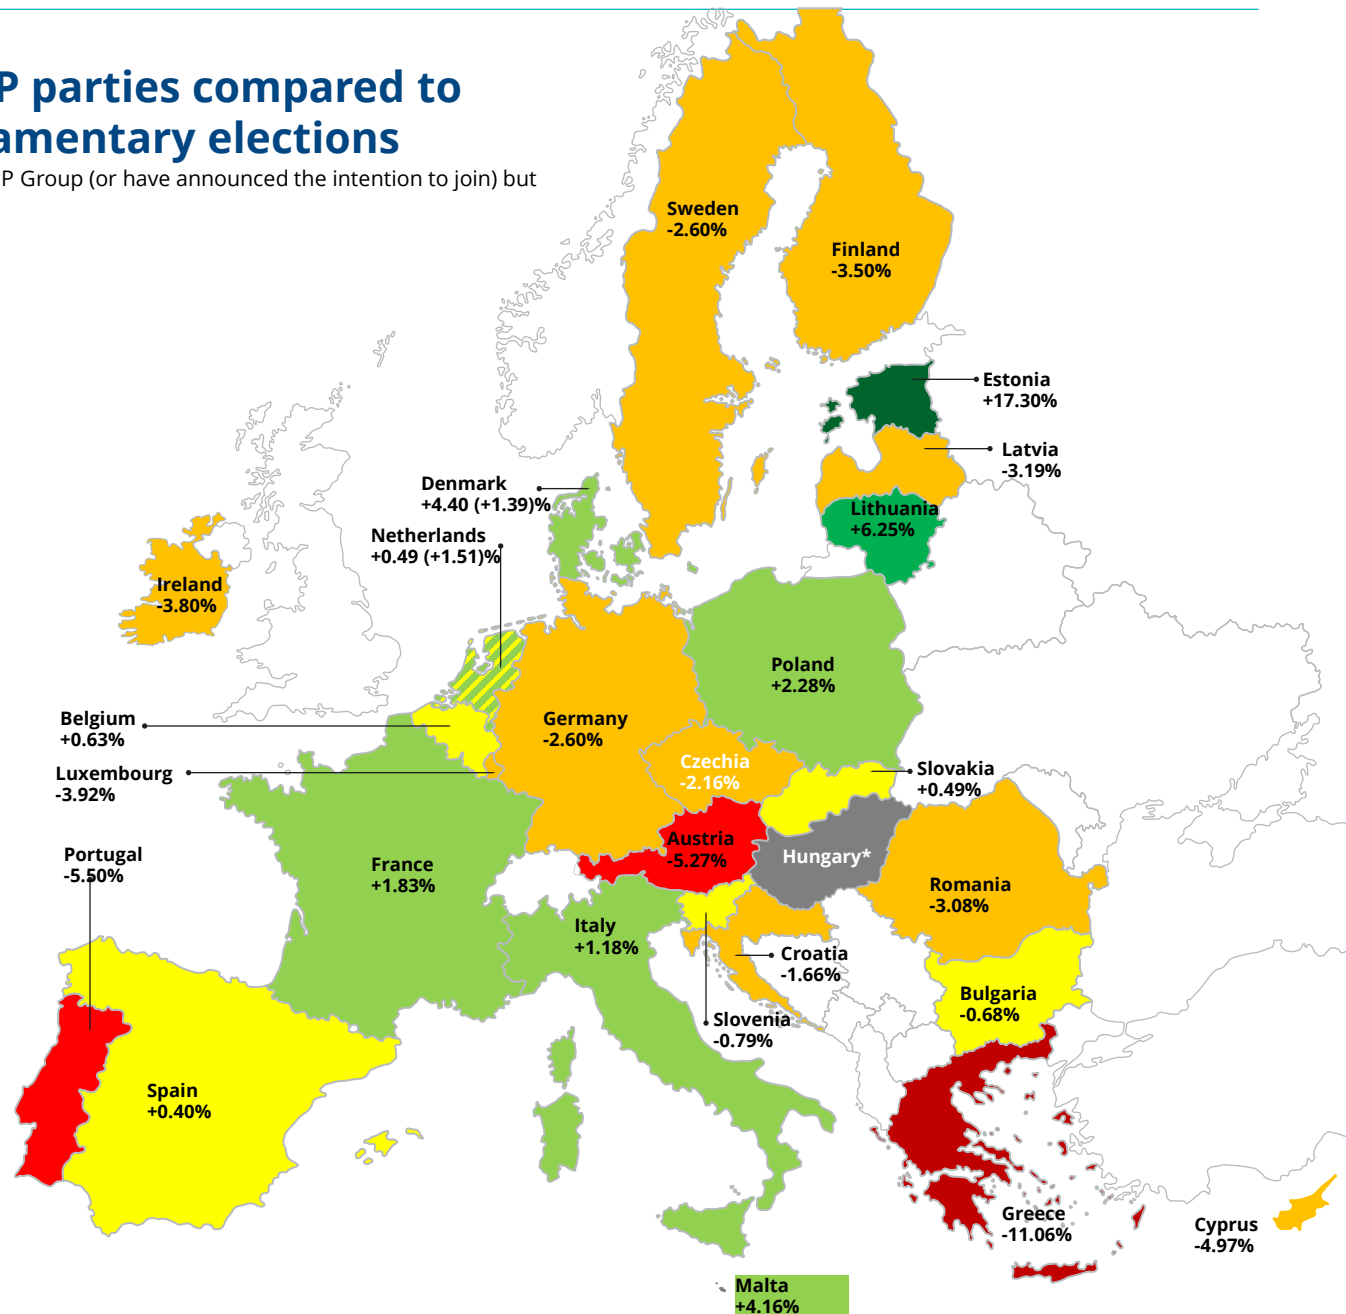 P parties compared to
amentary elections
P Group (or have announced the intention to join) but
Sweden
-2.60%
Finland
-3.50%
Estonia
+17.30%
Latvia
-3.19%
Denmark
+4.40 (+1.39)%
Lithuania
+6.25%
Netherlands
+0.49 (+1.51)%
Ireland
-3.80%
Poland
+2.28%
Belgium
+0.63%
Germany
-2.60%
Czechia
-2.16%
Luxembourg
-3.92%
Slovakia
+0.49%
Austria
-5.27%
Portugal
-5.50%
France
+1.83%
Hungary*
Romania
-3.08%
Italy
+1.18%
Croatia
-1.66%
Bulgaria
-0.68%
Slovenia
-0.79%
Spain
+0.40%
Greece
-11.06%
Cyprus
-4.97%
Malta
+4.16%